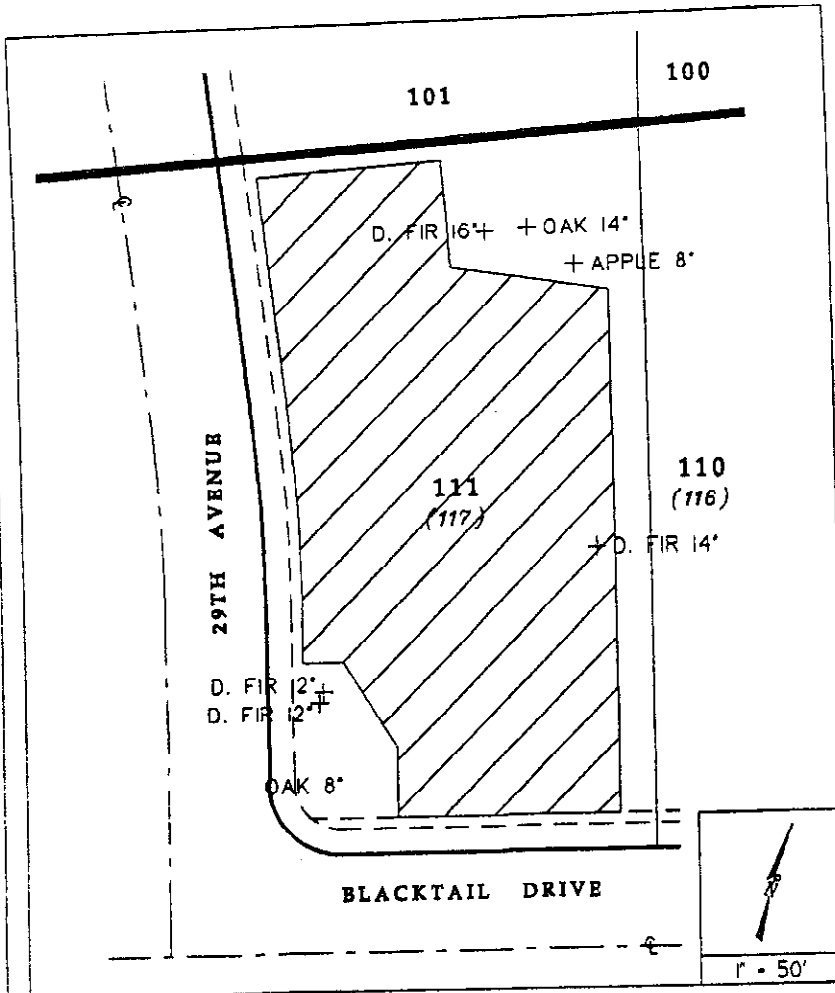 101
100
D. FIR 16"
OAK 14"
APPLE 8"
29TH AVENUE
111
(117)
110
(116)
D. FIR 14"
D. FIR 12"
D. FIR 12"
OAK 8"
BLACKTAIL DRIVE
N
1" - 50'